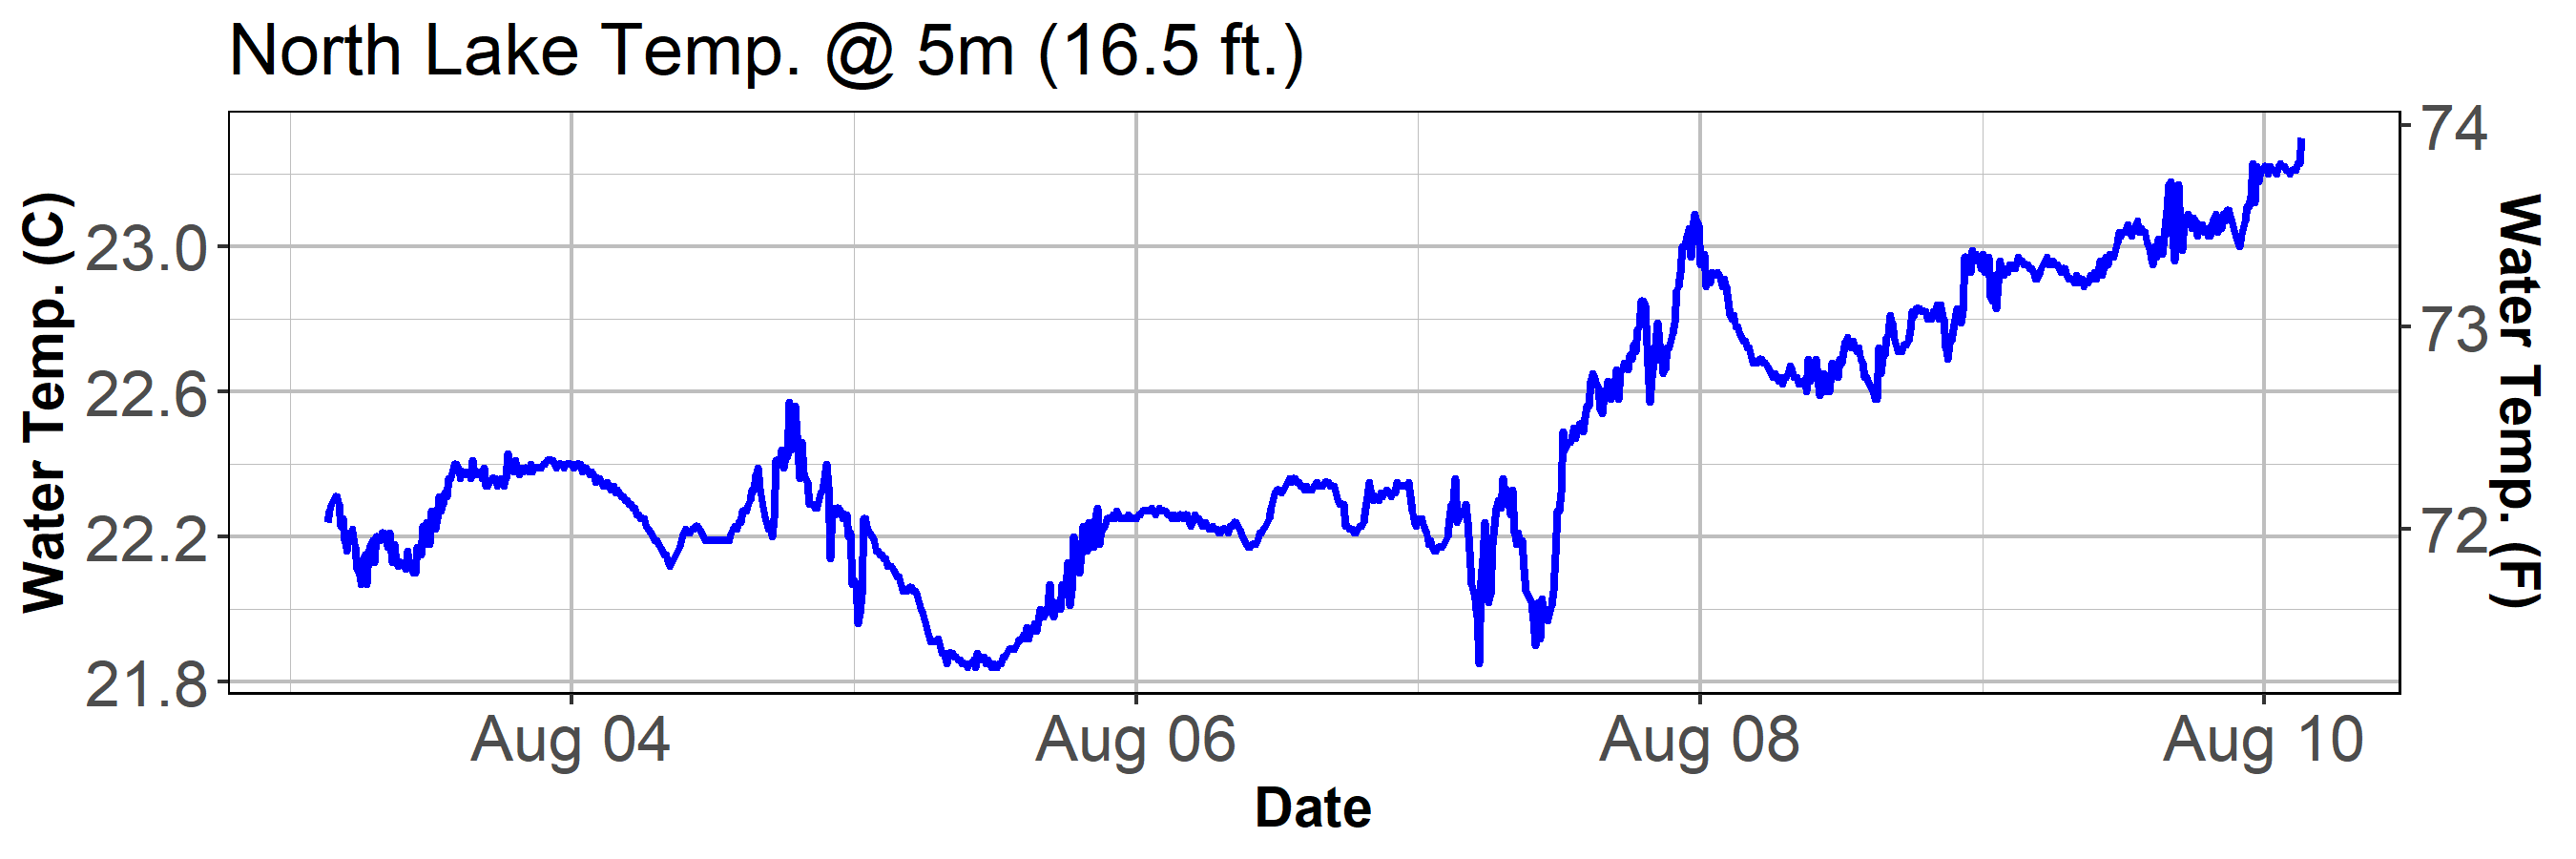 North Lake Temp. @ 5m (16.5 ft.)
Water Temp. (C)
23.0
22.6
22.2
21.8
74
73
72
Water Temp. (F)
Aug 04
Aug 06
Aug 08
Aug 10
Date